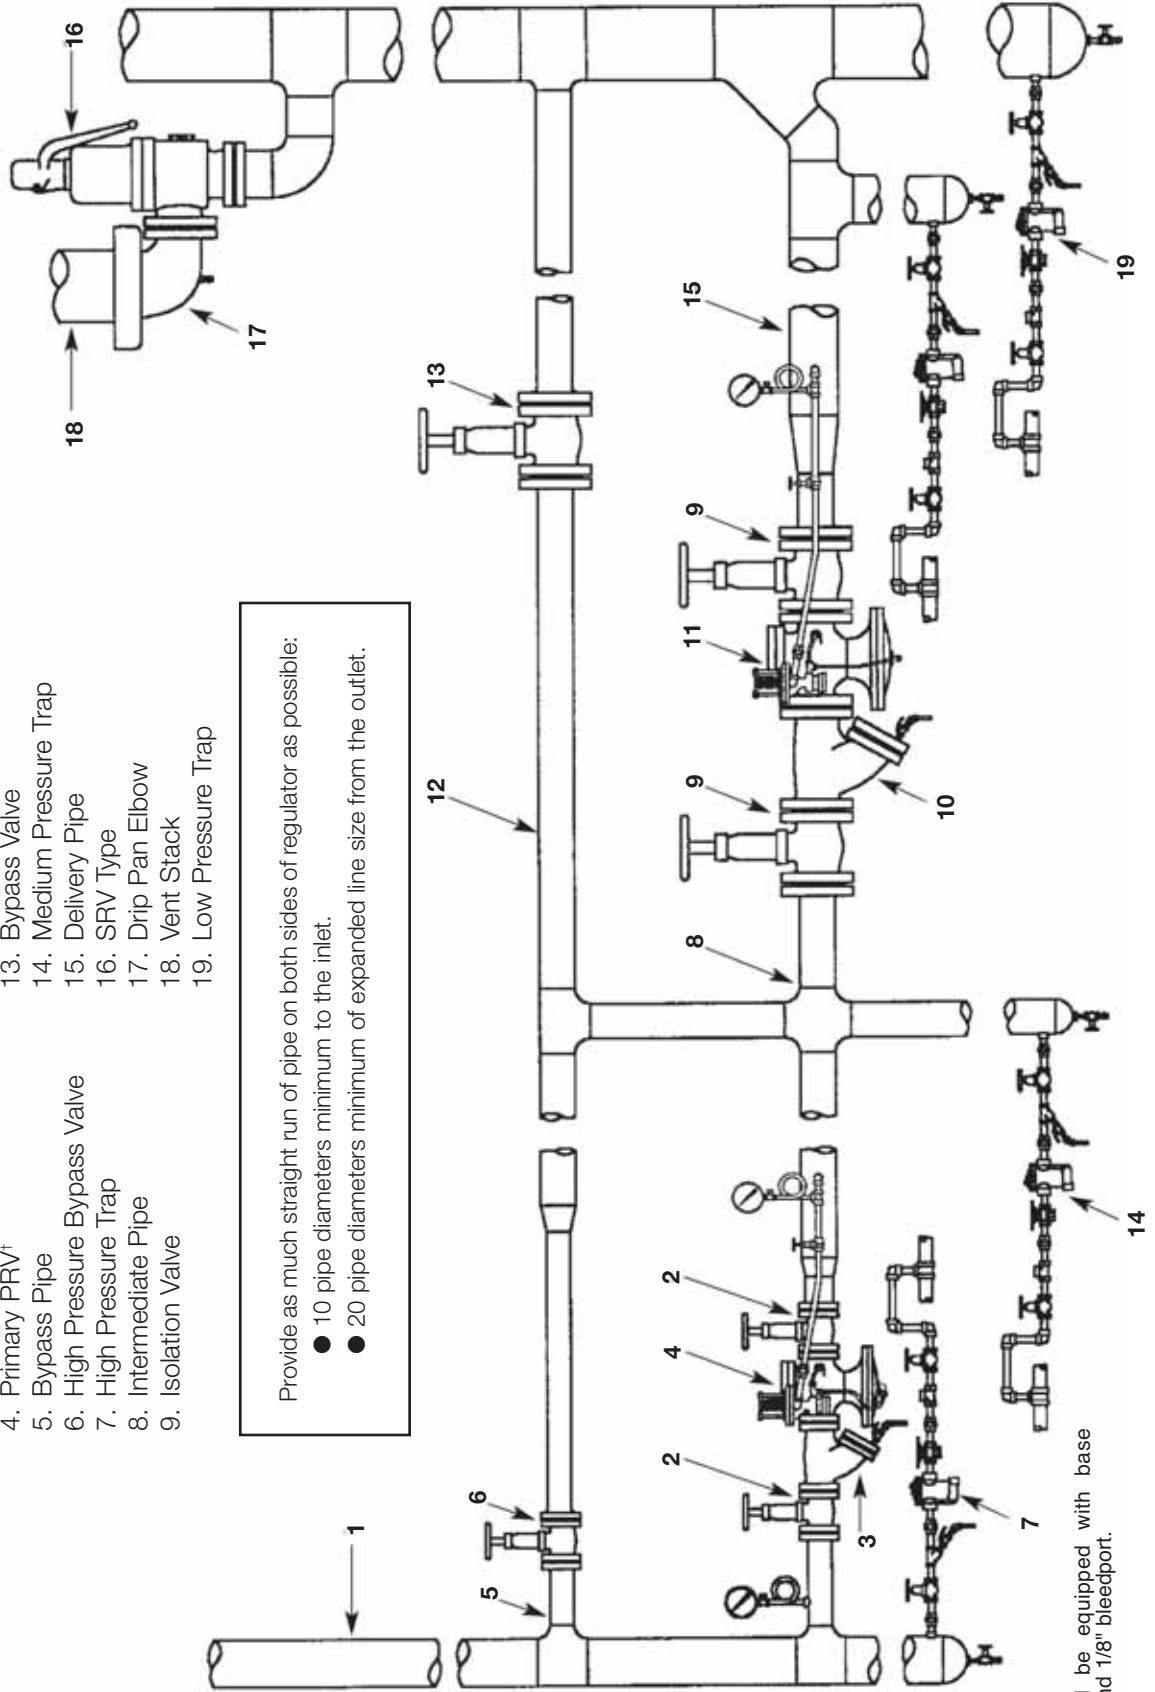 4. Primary PRV†
5. Bypass Pipe
6. High Pressure Bypass Valve
7. High Pressure Trap
8. Intermediate Pipe
9. Isolation Valve
13. Bypass Valve
14. Medium Pressure Trap
15. Delivery Pipe
16. SRV Type
17. Drip Pan Elbow
18. Vent Stack
19. Low Pressure Trap
Provide as much straight run of pipe on both sides of regulator as possible:
● 10 pipe diameters minimum to the inlet.
● 20 pipe diameters minimum of expanded line size from the outlet.
18
16
17
1
5
6
12
13
2
4
2
8
9
11
9
15
3
10
7
14
19
be equipped with base
1/8" bleedport.